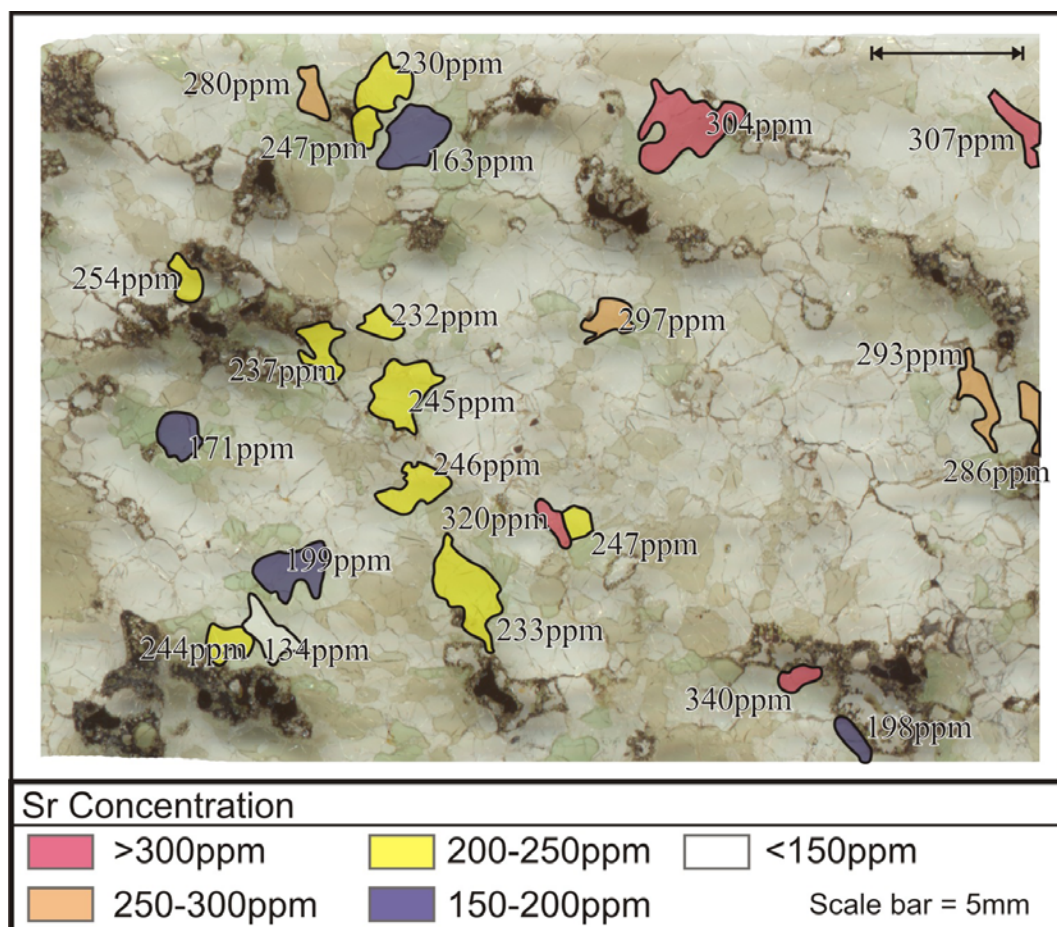 230ppm
280ppm
247ppm
163ppm
304ppm
307ppm
254ppm
232ppm
297ppm
237ppm
293ppm
245ppm
171ppm
246ppm
286ppm
320ppm
247ppm
199ppm
233ppm
244ppm
134ppm
340ppm
198ppm
Sr Concentration
>300ppm
200-250ppm
<150ppm
250-300ppm
150-200ppm
Scale bar = 5mm